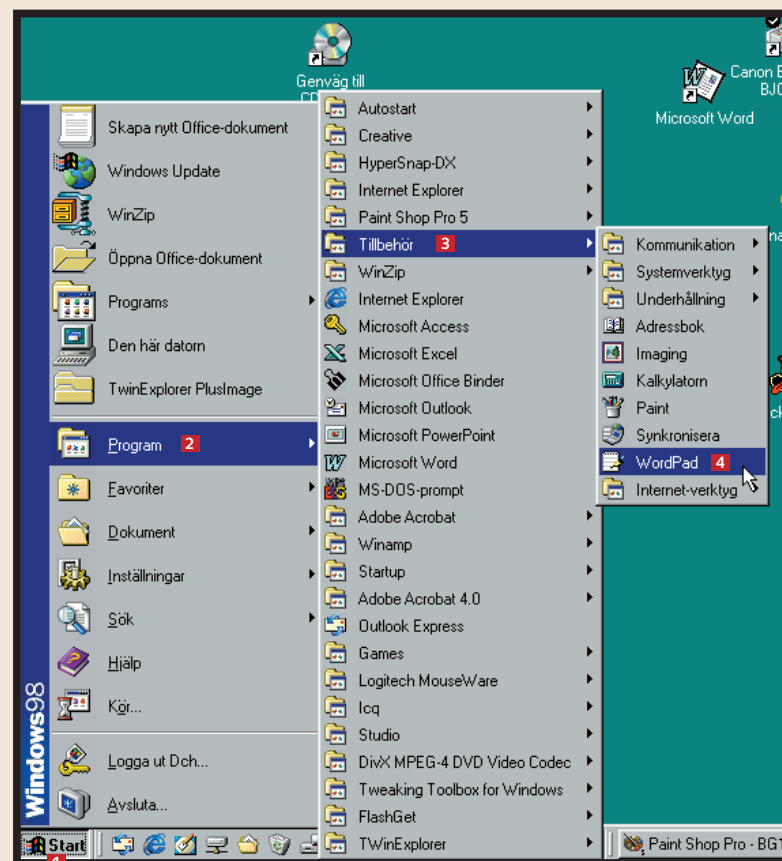 Genväg till
Microsoft Word
Skapa nytt Office-dokument
Windows Update
WinZip
Öppna Office-dokument
Programs
Den här datorn
TwinExplorer PlusImage
Program 2
Favoriter
Dokument
Inställningar
Sök
Hjälp
Kör...
Logga ut Dch...
Avsluta...
Windows98
Autostart
Creative
HyperSnap-DX
Internet Explorer
Paint Shop Pro 5
Tillbehör 3
WinZip
Internet Explorer
Microsoft Access
Microsoft Excel
Microsoft Office Binder
Microsoft Outlook
Microsoft PowerPoint
Microsoft Word
MS-DOS-prompt
Adobe Acrobat
Winamp
Startup
Adobe Acrobat 4.0
Outlook Express
Games
Logitech MouseWare
Icq
Studio
DivX MPEG-4 DVD Video Codec
Tweaking Toolbox for Windows
FlashGet
TWinExplorer
Kommunikation
Systemverktyg
Underhållning
Adressbok
Imaging
Kalkylatorn
Paint
Synkronisera
WordPad 4
Internet-verktyg
Canon
Start
Paint Shop Pro - BG